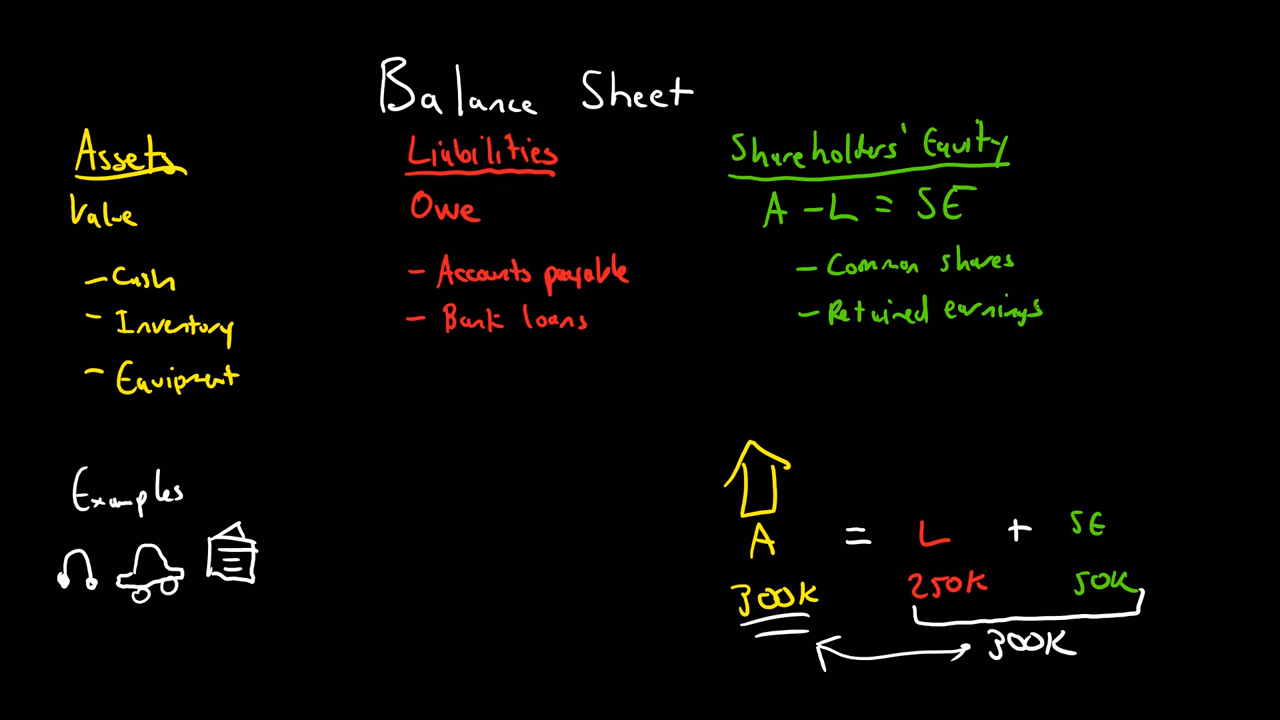 Balance Sheet
Assets
Value
- Cash
- Inventory
- Equipment
Liabilities
Owe
- Accounts payable
- Bank loans
Shareholders' Equity
A - L = SE
- Common shares
- Retained earnings
Examples
A = L + SE
300K 250K 50K
300K